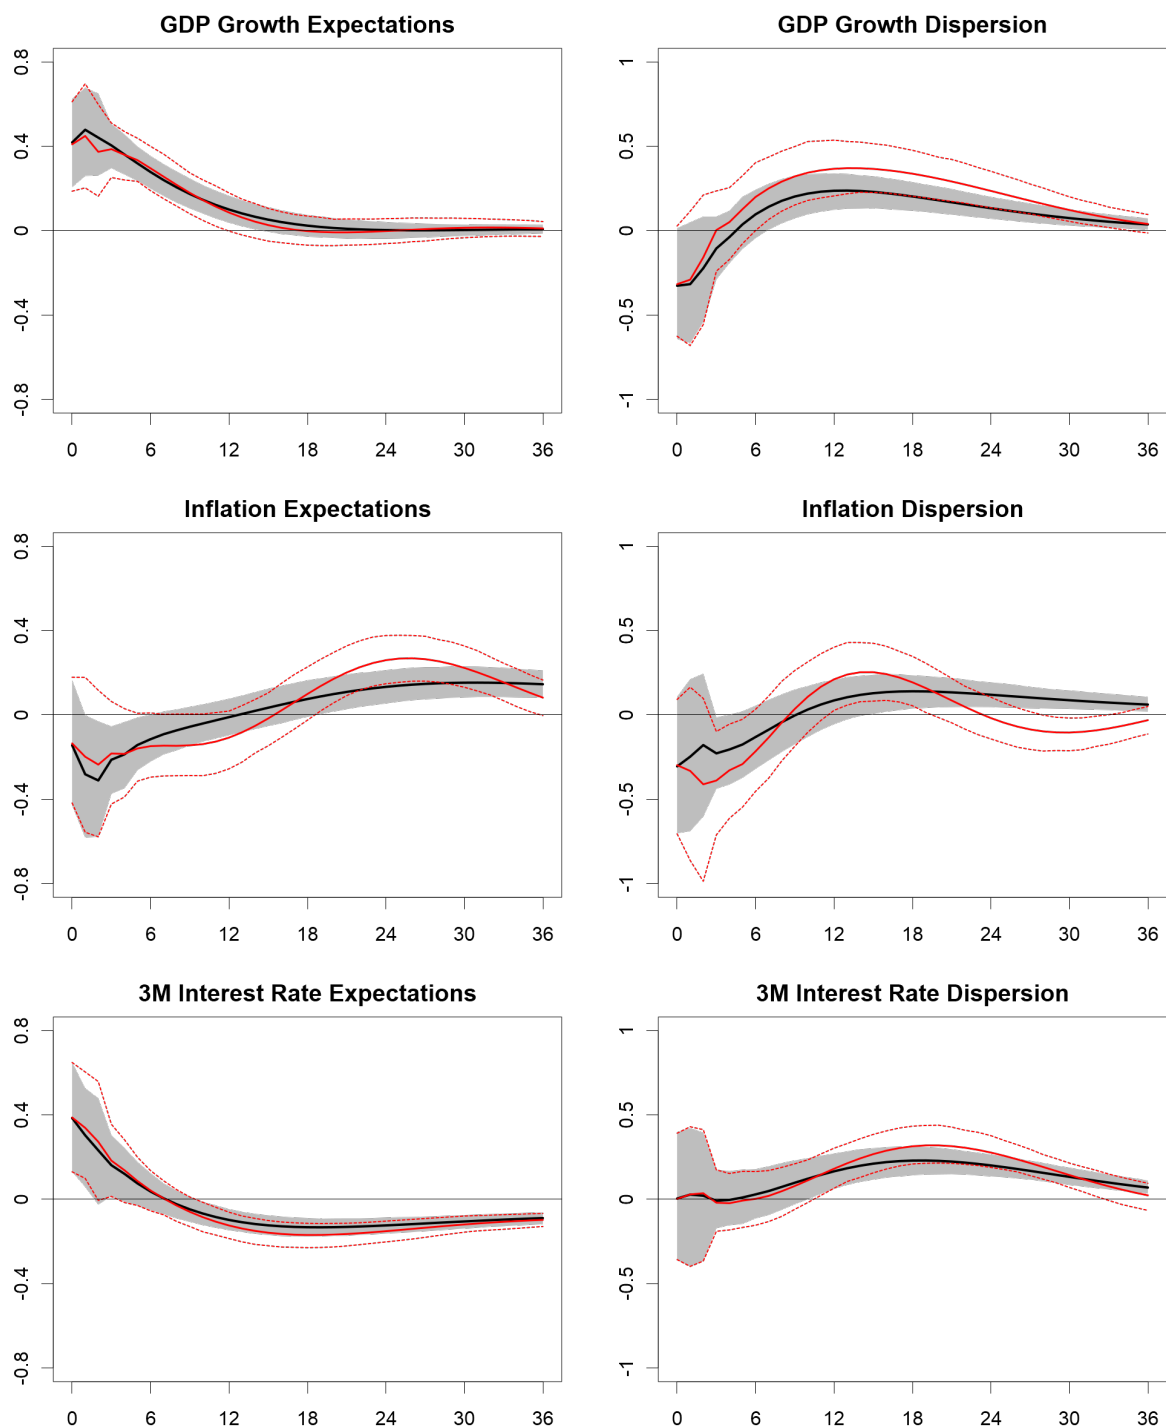 GDP Growth Expectations
0.8
0.4
0
-0.4
-0.8
0 6 12 18 24 30 36
GDP Growth Dispersion
1
0.5
0
-0.5
-1
0 6 12 18 24 30 36
Inflation Expectations
0.8
0.4
0
-0.4
-0.8
0 6 12 18 24 30 36
Inflation Dispersion
1
0.5
0
-0.5
-1
0 6 12 18 24 30 36
3M Interest Rate Expectations
0.8
0.4
0
-0.4
-0.8
0 6 12 18 24 30 36
3M Interest Rate Dispersion
1
0.5
0
-0.5
-1
0 6 12 18 24 30 36